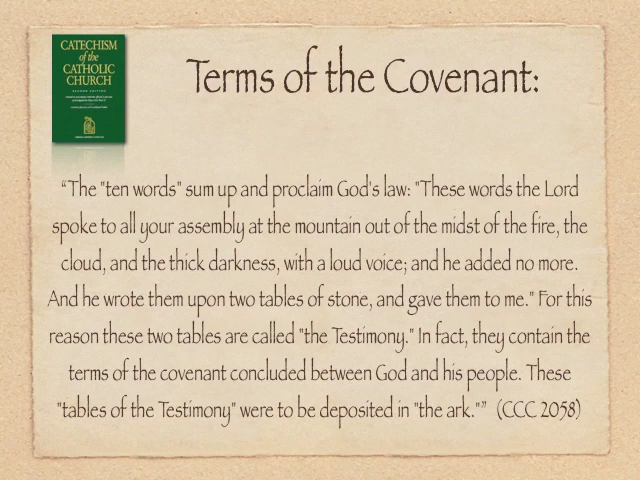 CATECHISM
of the
CATHOLIC
CHURCH
SECOND EDITION
Terms of the Covenant:
“The "ten words" sum up and proclaim God's law: "These words the Lord
spoke to all your assembly at the mountain out of the midst of the fire, the
cloud, and the thick darkness, with a loud voice; and he added no more.
And he wrote them upon two tables of stone, and gave them to me." For this
reason these two tables are called "the Testimony." In fact, they contain the
terms of the covenant concluded between God and his people. These
"tables of the Testimony" were to be deposited in "the ark."” (CCC 2058)